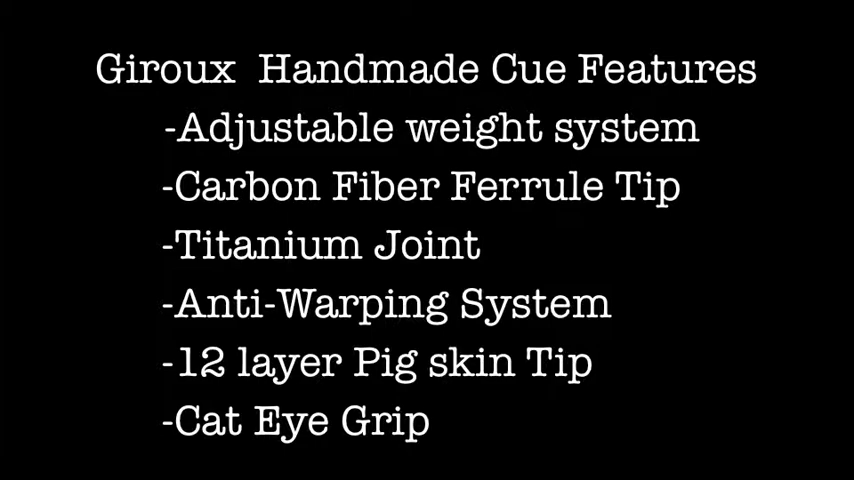 Giroux  Handmade Cue Features
-Adjustable weight system
-Carbon Fiber Ferrule Tip
-Titanium Joint
-Anti-Warping System
-12 layer Pig skin Tip
-Cat Eye Grip